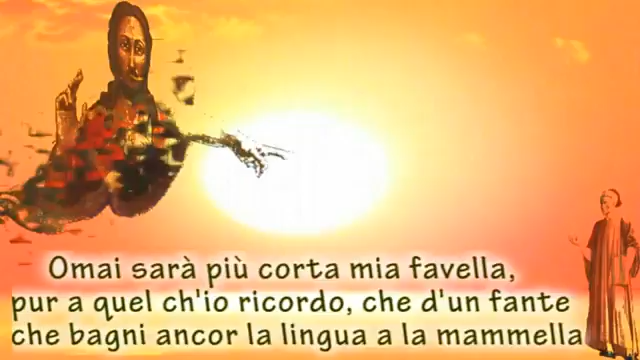 Omai sarà più corta mia favella,
pur a quel ch'io ricordo, che d'un fante
che bagni ancor la lingua a la mammella